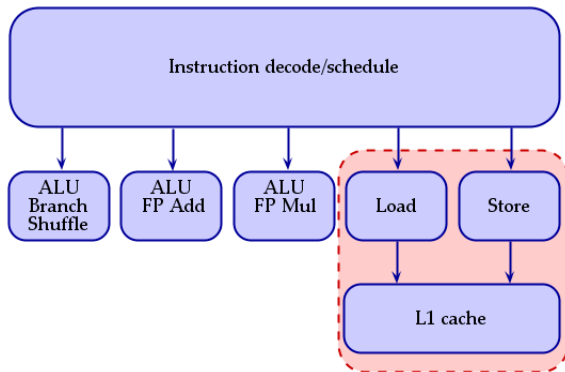 Instruction decode/schedule
ALU
Branch
Shuffle
ALU
FP Add
ALU
FP Mul
Load
Store
L1 cache